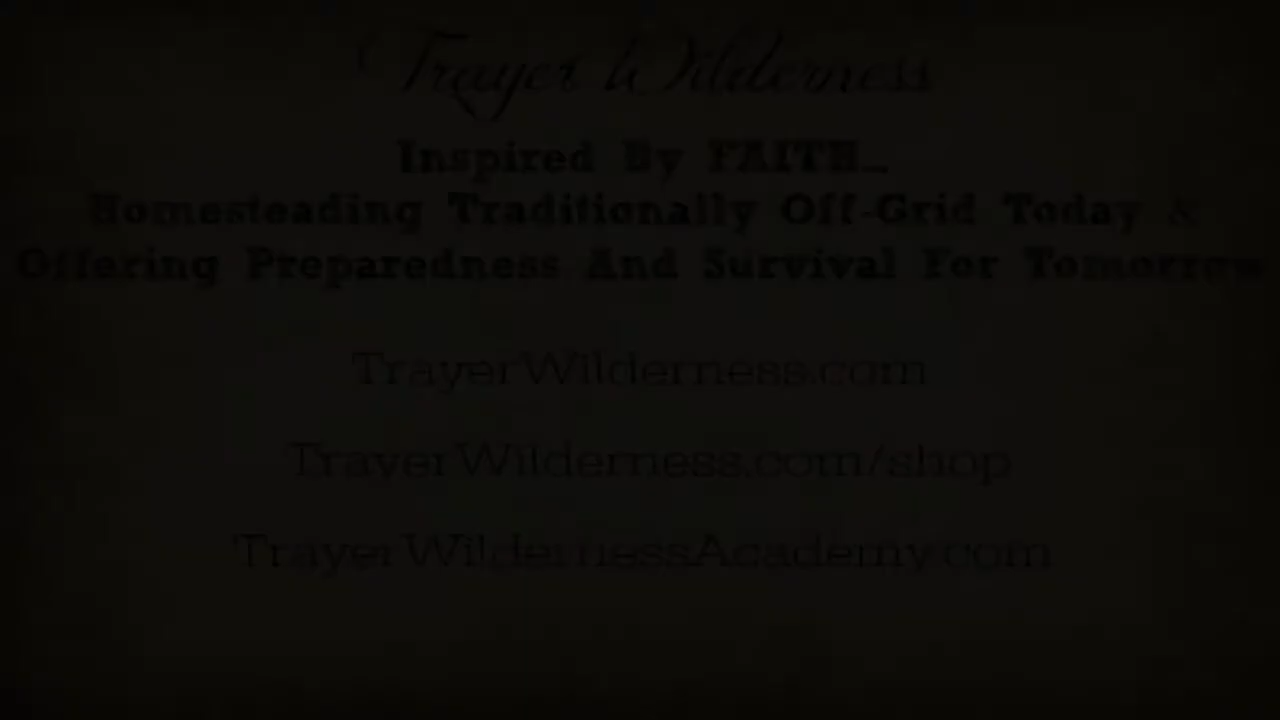 Trayer Wilderness
Inspired By FAITH...
Homesteading Traditionally Off-Grid Today &
Offering Preparedness And Survival For Tomorrow
TrayerWilderness.com
TrayerWilderness.com/shop
TrayerWildernessAcademy.com